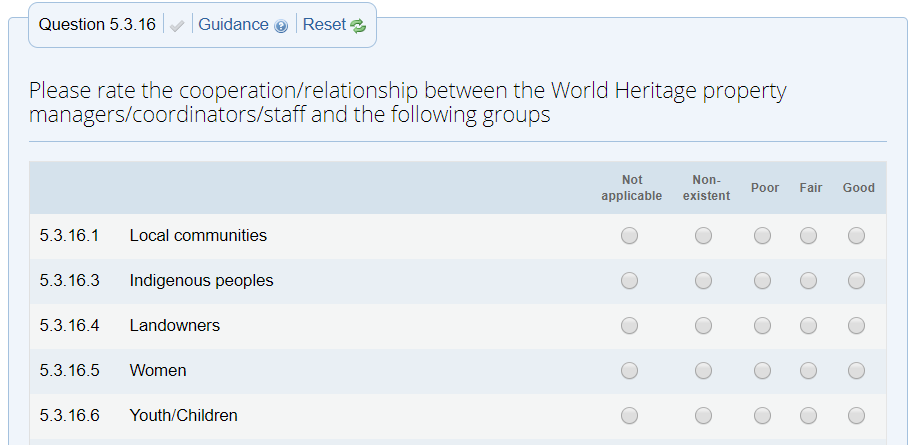 Question 5.3.16 Guidance Reset
Please rate the cooperation/relationship between the World Heritage property
managers/coordinators/staff and the following groups
Not applicable Non-existent Poor Fair Good
5.3.16.1 Local communities
5.3.16.3 Indigenous peoples
5.3.16.4 Landowners
5.3.16.5 Women
5.3.16.6 Youth/Children